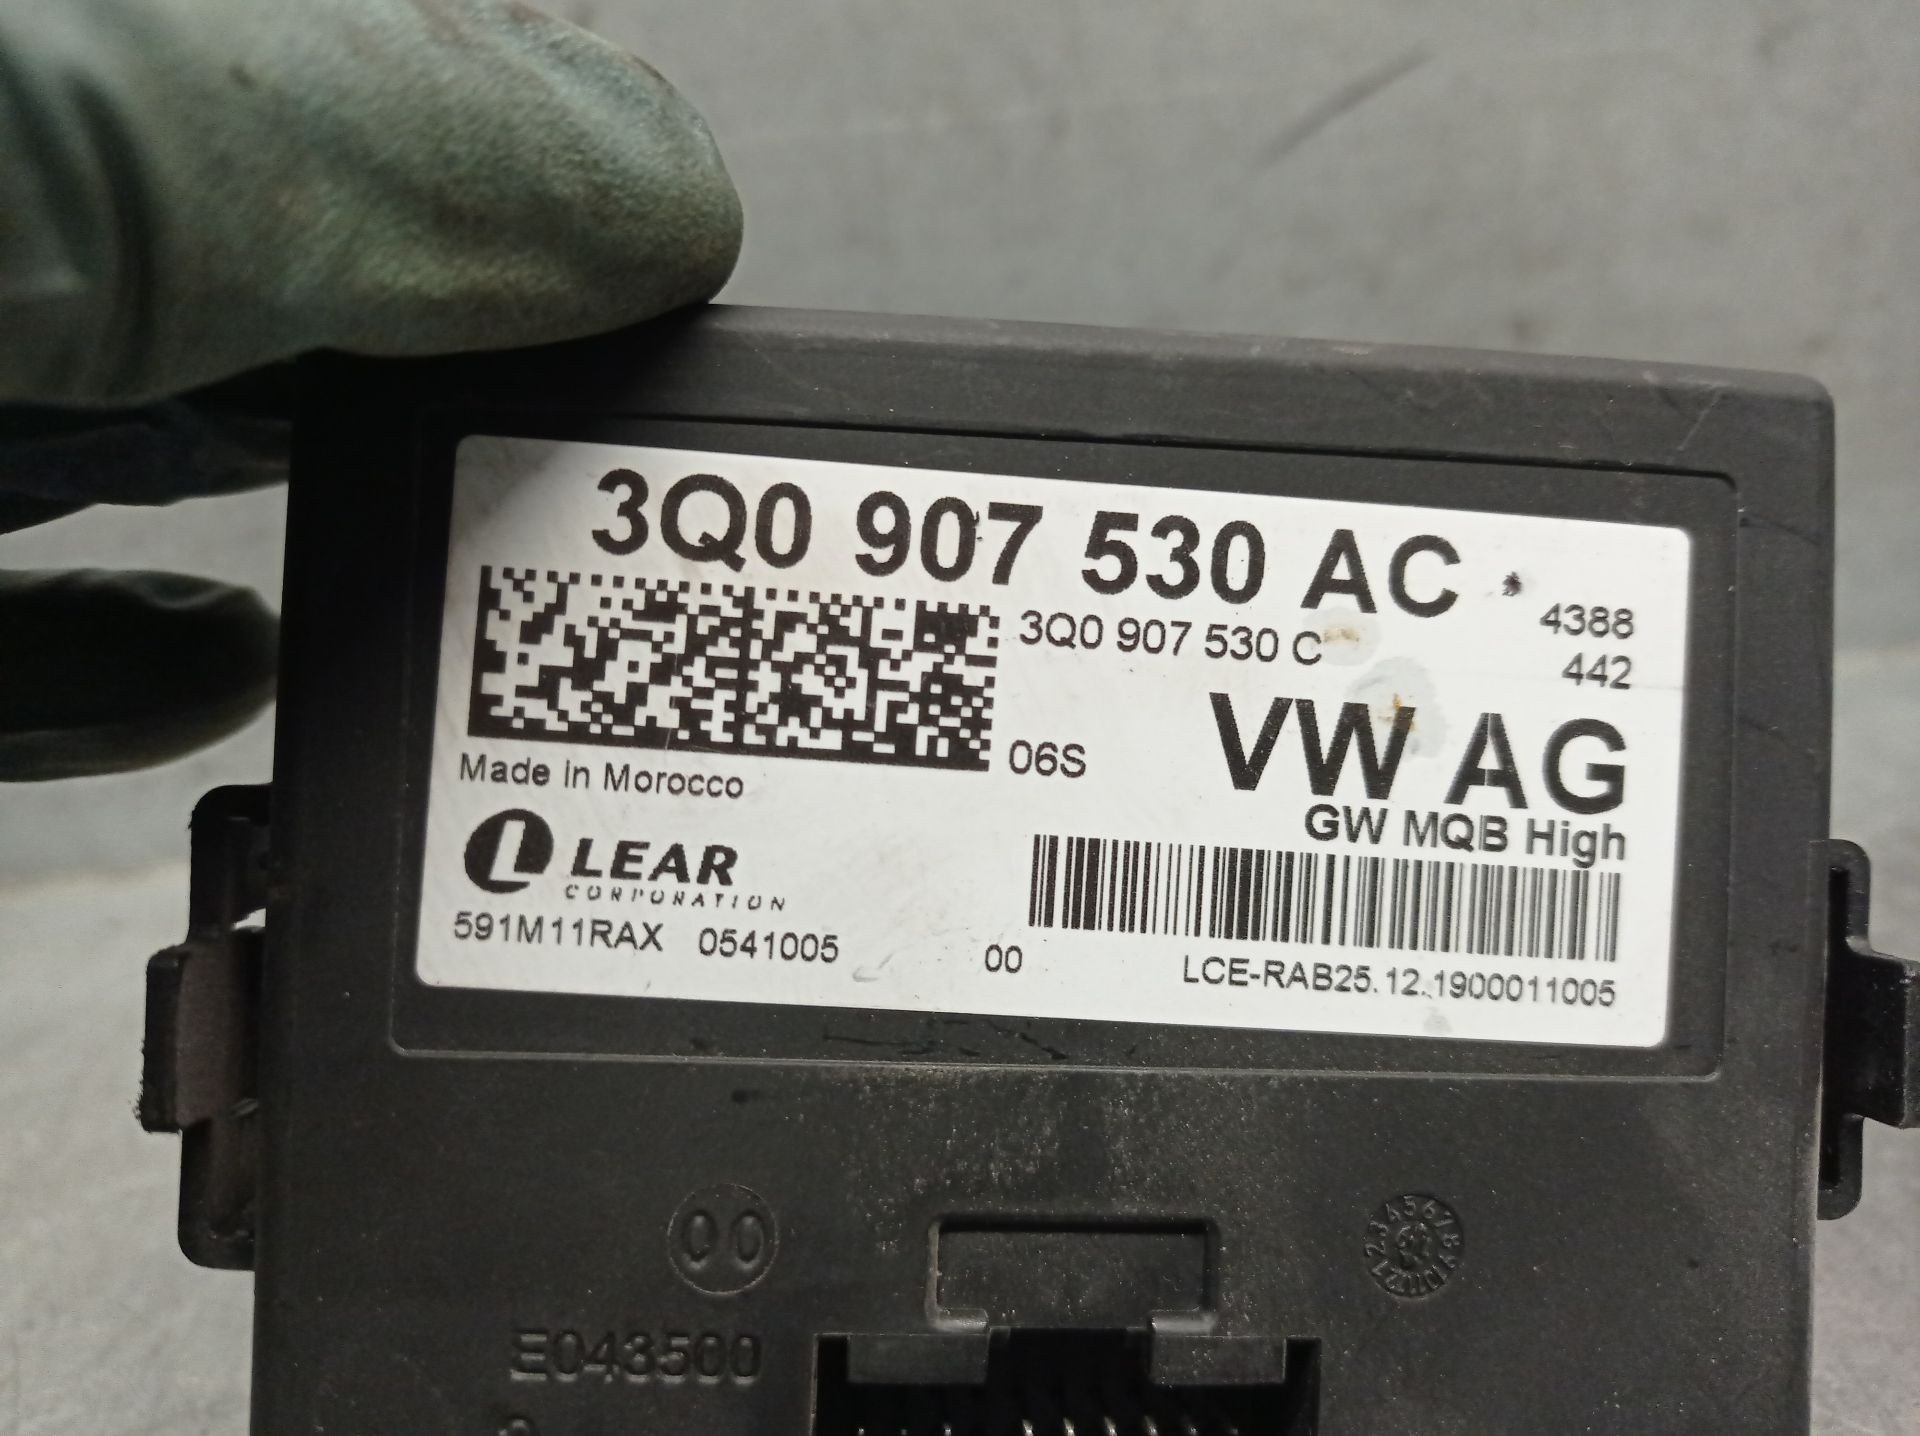 3Q0 907 530 AC
3Q0 907 530 C
4388
442
06S
VW AG
GW MQB High
Made in Morocco
LEAR
CORPORATION
591M11RAX 0541005
00
LCE-RAB25.12.1900011005
00
E043500